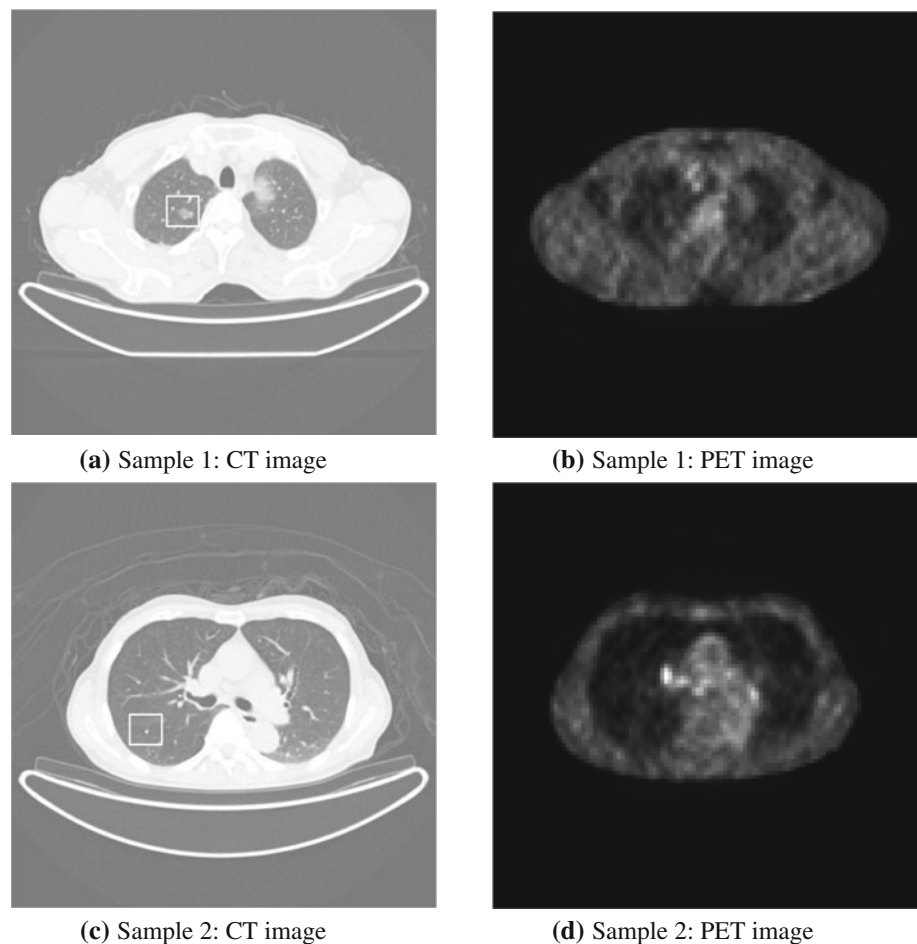 (a) Sample 1: CT image
(b) Sample 1: PET image
(c) Sample 2: CT image
(d) Sample 2: PET image